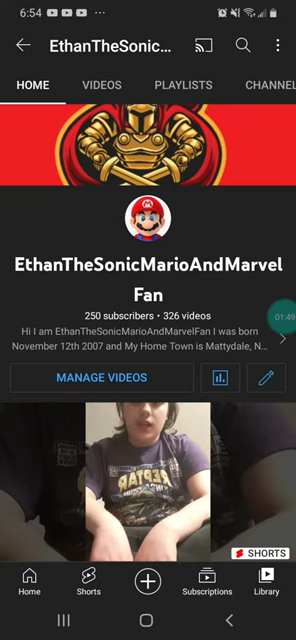 6:54
EthanTheSonic...
HOME VIDEOS PLAYLISTS CHANNEL
M
EthanTheSonicMarioAndMarvel
Fan
250 subscribers • 326 videos
01:49
Hi I am EthanTheSonicMarioAndMarvelFan I was born
November 12th 2007 and My Home Town is Mattydale, N...
MANAGE VIDEOS
REPTAR
SHORTS
Home Shorts Subscriptions Library